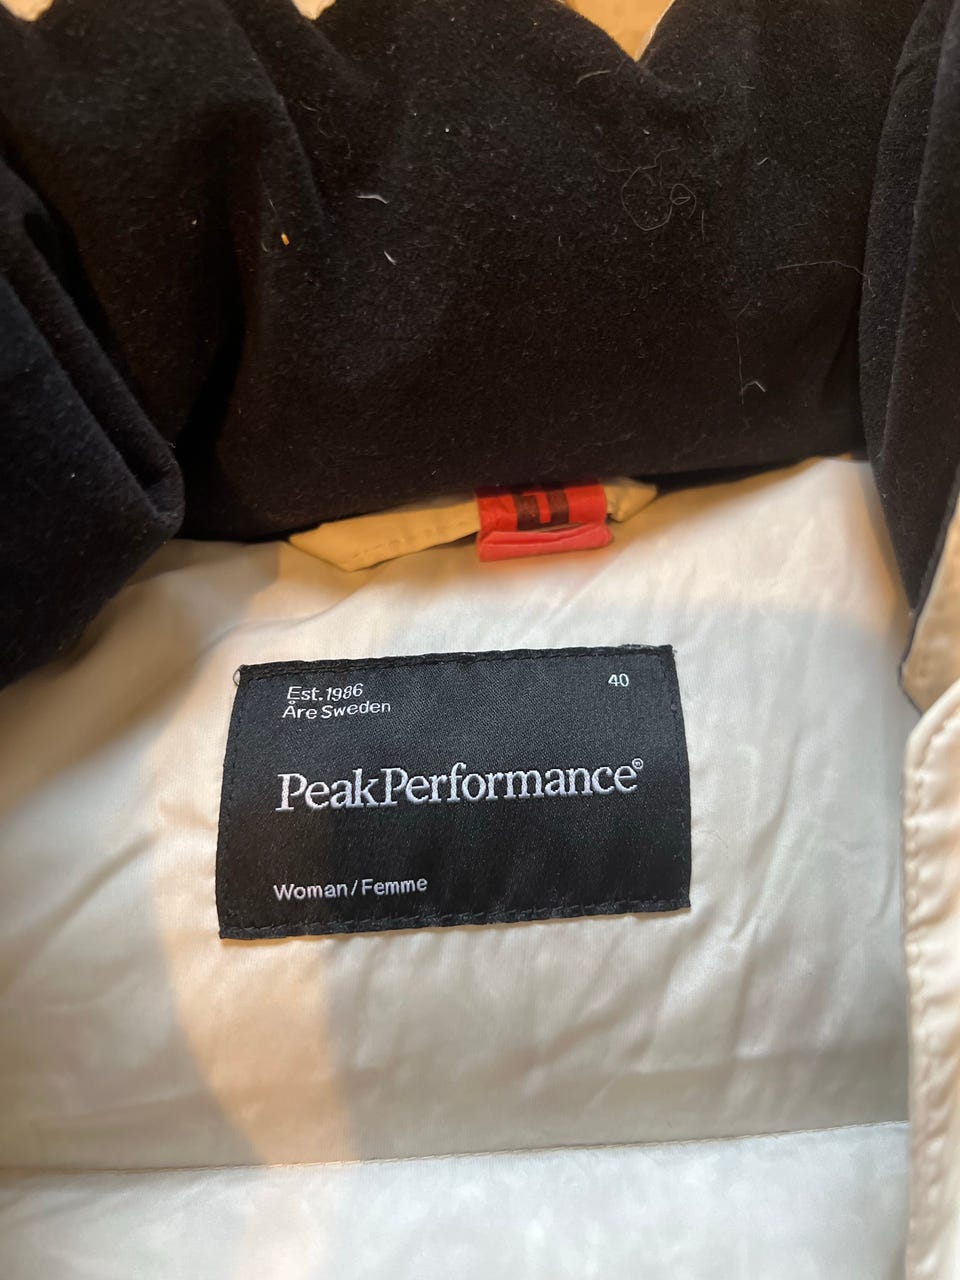 Est. 1986
Åre Sweden
40
PeakPerformance®
Woman / Femme